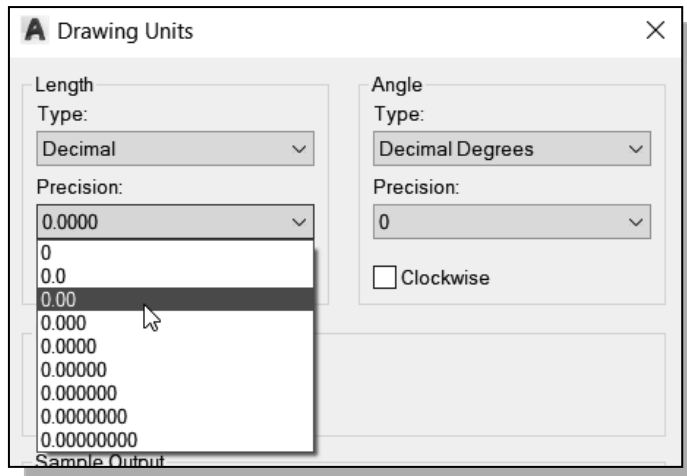 Drawing Units
Length
Type:
Decimal
Precision:
0.0000
0
0.0
0.00
0.000
0.0000
0.00000
0.000000
0.0000000
0.00000000
Angle
Type:
Decimal Degrees
Precision:
0
Clockwise
Sample Output